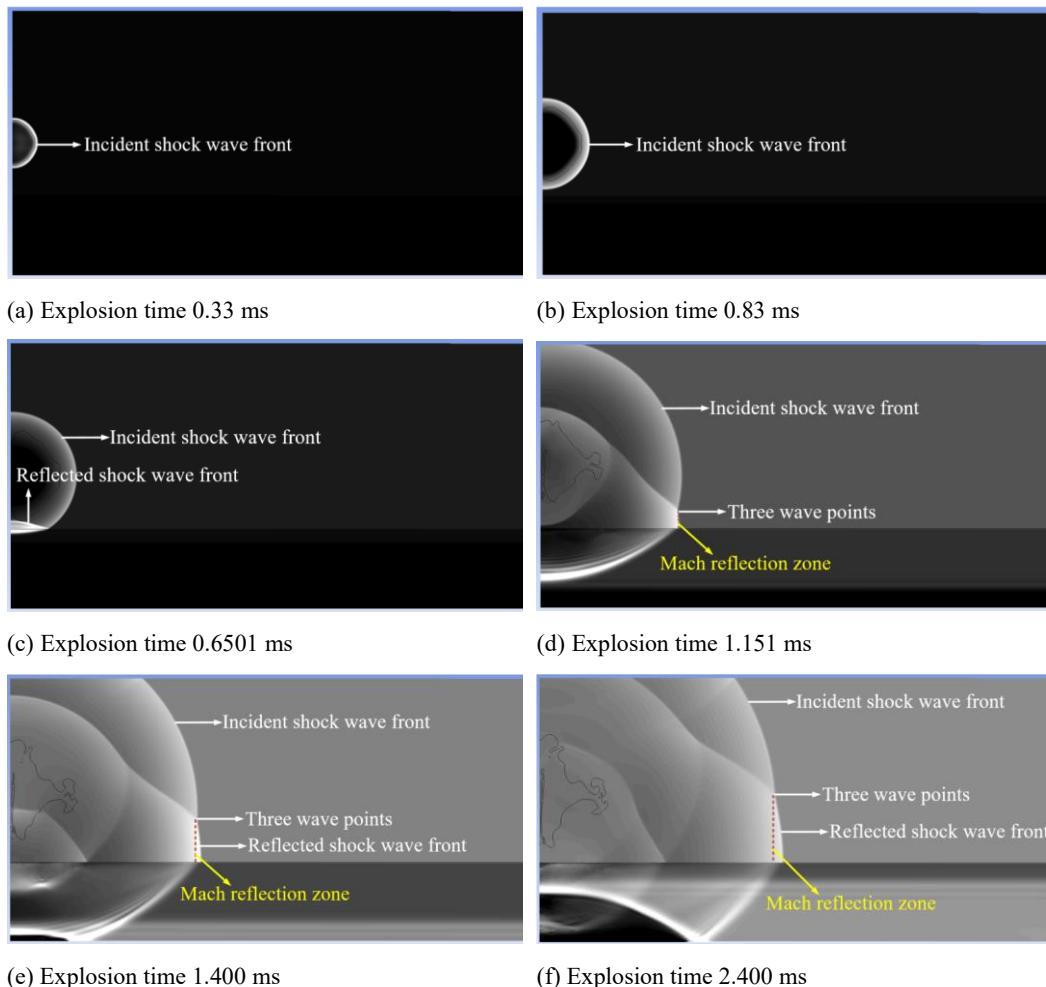 Incident shock wave front
Incident shock wave front
(a) Explosion time 0.33 ms
(b) Explosion time 0.83 ms
Incident shock wave front
Reflected shock wave front
Incident shock wave front
Three wave points
Mach reflection zone
(c) Explosion time 0.6501 ms
(d) Explosion time 1.151 ms
Incident shock wave front
Three wave points
Reflected shock wave front
Mach reflection zone
Incident shock wave front
Three wave points
Reflected shock wave front
Mach reflection zone
(e) Explosion time 1.400 ms
(f) Explosion time 2.400 ms